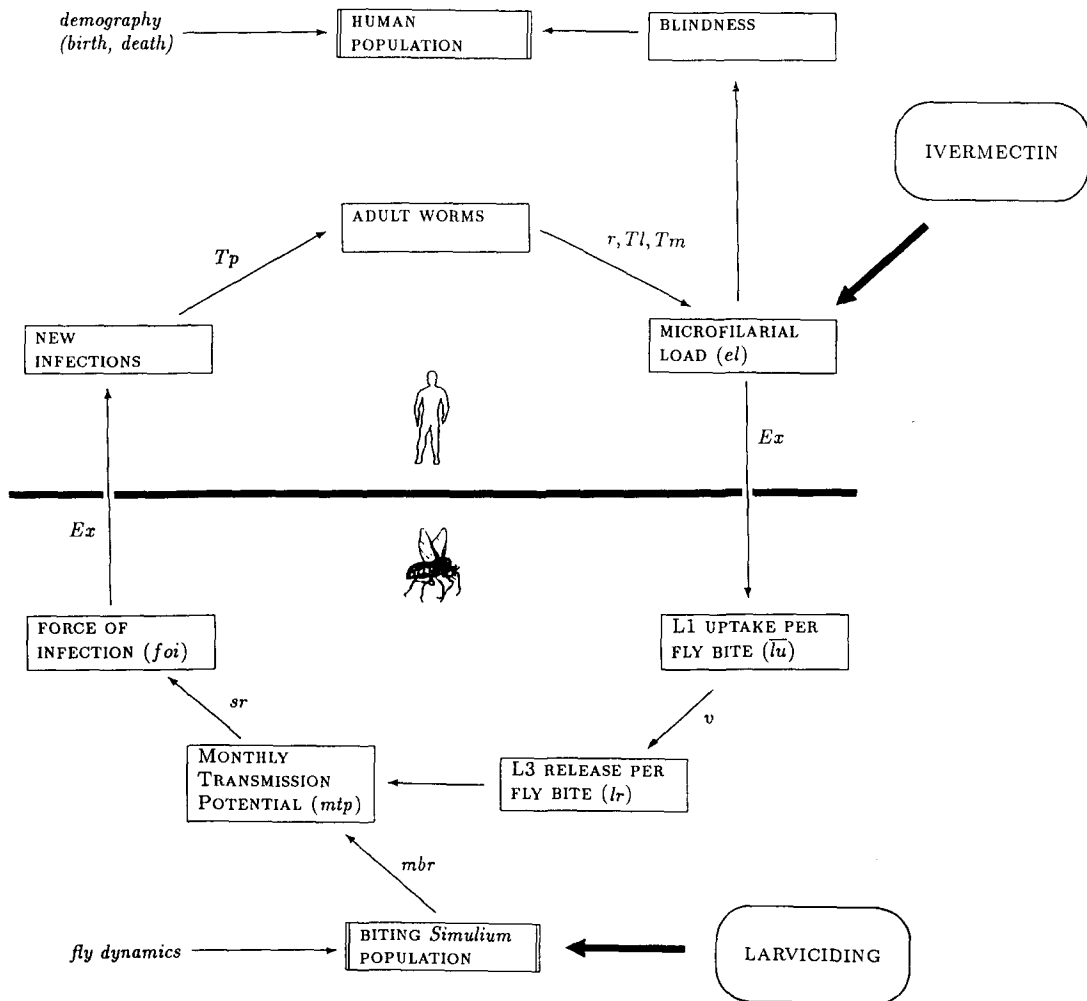 demography
(birth, death)
HUMAN
POPULATION
BLINDNESS
IVERMECTIN
ADULT WORMS
r, Tl, Tm
Tp
NEW
INFECTIONS
MICROFILARIAL
LOAD (el)
Ex
Ex
FORCE OF
INFECTION (foi)
L1 UPTAKE PER
FLY BITE (l̅u̅)
sr
v
MONTHLY
TRANSMISSION
POTENTIAL (mtp)
L3 RELEASE PER
FLY BITE (lr)
mbr
fly dynamics
BITING Simulium
POPULATION
LARVICIDING